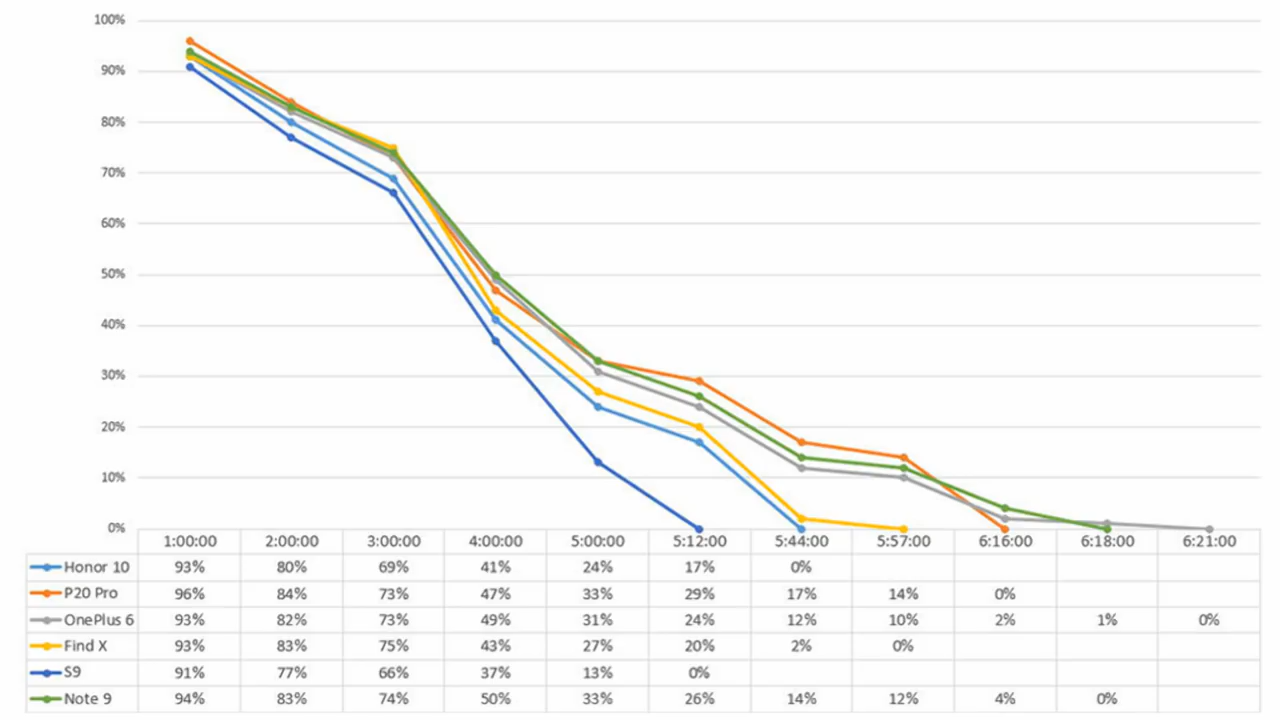 100%
90%
80%
70%
60%
50%
40%
30%
20%
10%
0%
1:00:00 2:00:00 3:00:00 4:00:00 5:00:00 5:12:00 5:44:00 5:57:00 6:16:00 6:18:00 6:21:00
Honor 10 93% 80% 69% 41% 24% 17% 0%
P20 Pro 96% 84% 73% 47% 33% 29% 17% 14% 0%
OnePlus 6 93% 82% 73% 49% 31% 24% 12% 10% 2% 1% 0%
Find X 93% 83% 75% 43% 27% 20% 2% 0%
S9 91% 77% 66% 37% 13% 0%
Note 9 94% 83% 74% 50% 33% 26% 14% 12% 4% 0%